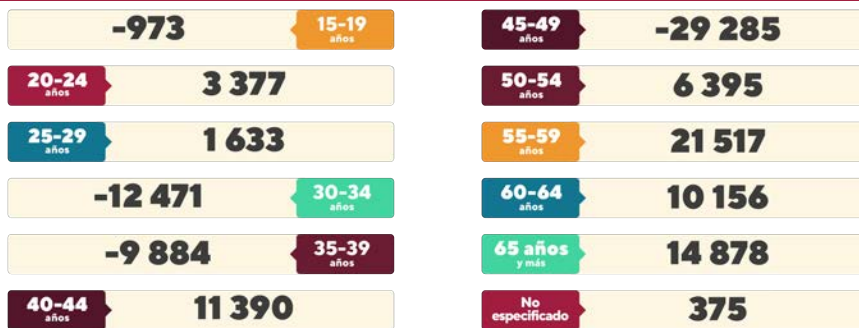 -973
15-19
años
20-24
años
3 377
25-29
años
1 633
-12 471
30-34
años
-9 884
35-39
años
40-44
años
11 390
45-49
años
-29 285
50-54
años
6 395
55-59
años
21 517
60-64
años
10 156
65 años
y más
14 878
No
especificado
375